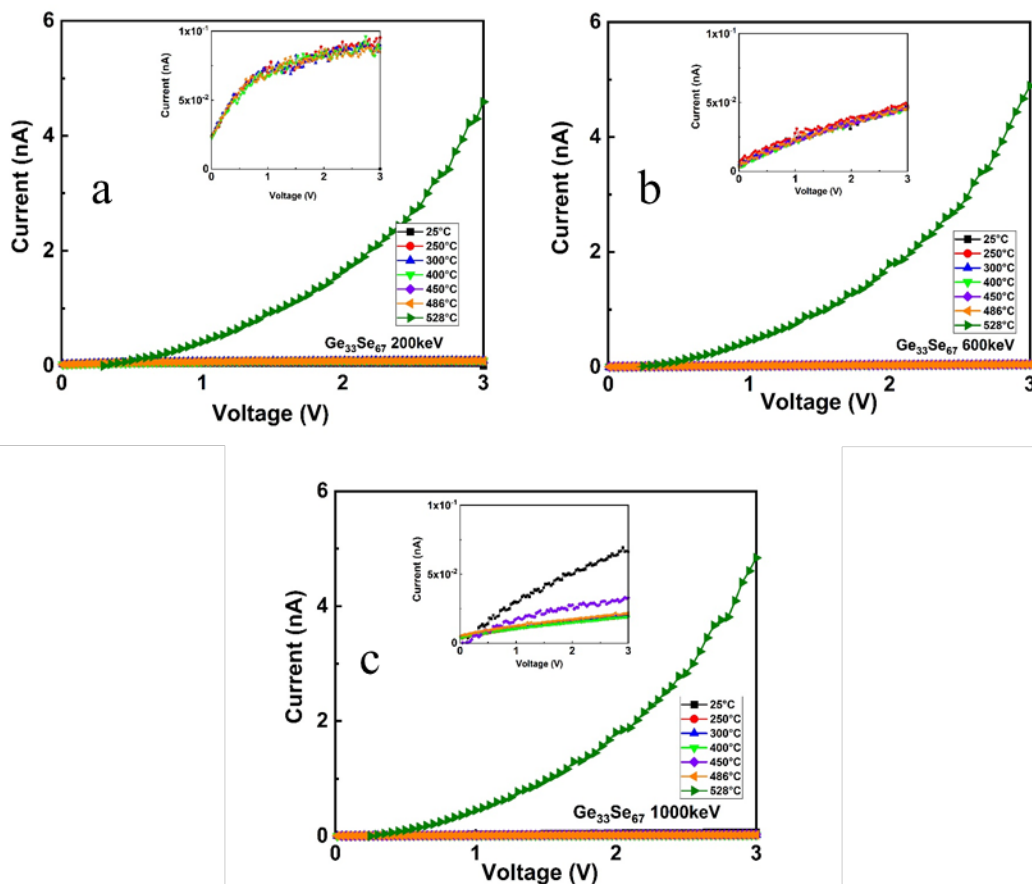 6
4
2
0
Current (nA)
0
1
2
3
Voltage (V)
a
1x10⁻¹
5x10⁻²
0
Current (nA)
0
1
2
3
Voltage (V)
25°C
250°C
300°C
400°C
450°C
486°C
528°C
Ge₃₃Se₆₇ 200keV
6
4
2
0
Current (nA)
0
1
2
3
Voltage (V)
b
1x10⁻¹
5x10⁻²
0
Current (nA)
0
1
2
3
Voltage (V)
25°C
250°C
300°C
400°C
450°C
486°C
528°C
Ge₃₃Se₆₇ 600keV
6
4
2
0
Current (nA)
0
1
2
3
Voltage (V)
c
1x10⁻¹
5x10⁻²
0
Current (nA)
0
1
2
3
Voltage (V)
25°C
250°C
300°C
400°C
450°C
486°C
528°C
Ge₃₃Se₆₇ 1000keV